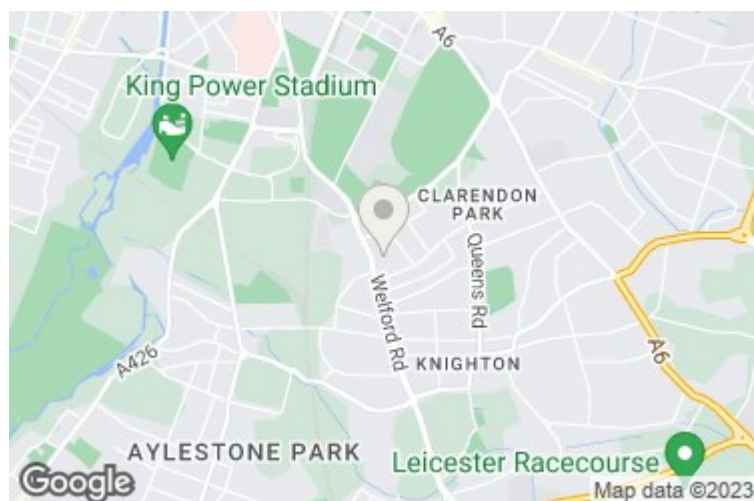 A6
King Power Stadium
CLARENDON
PARK
Queens Rd
Welford Rd
KNIGHTON
A6
A426
AYLESTONE PARK
Leicester Racecourse
Google
Map data ©2023